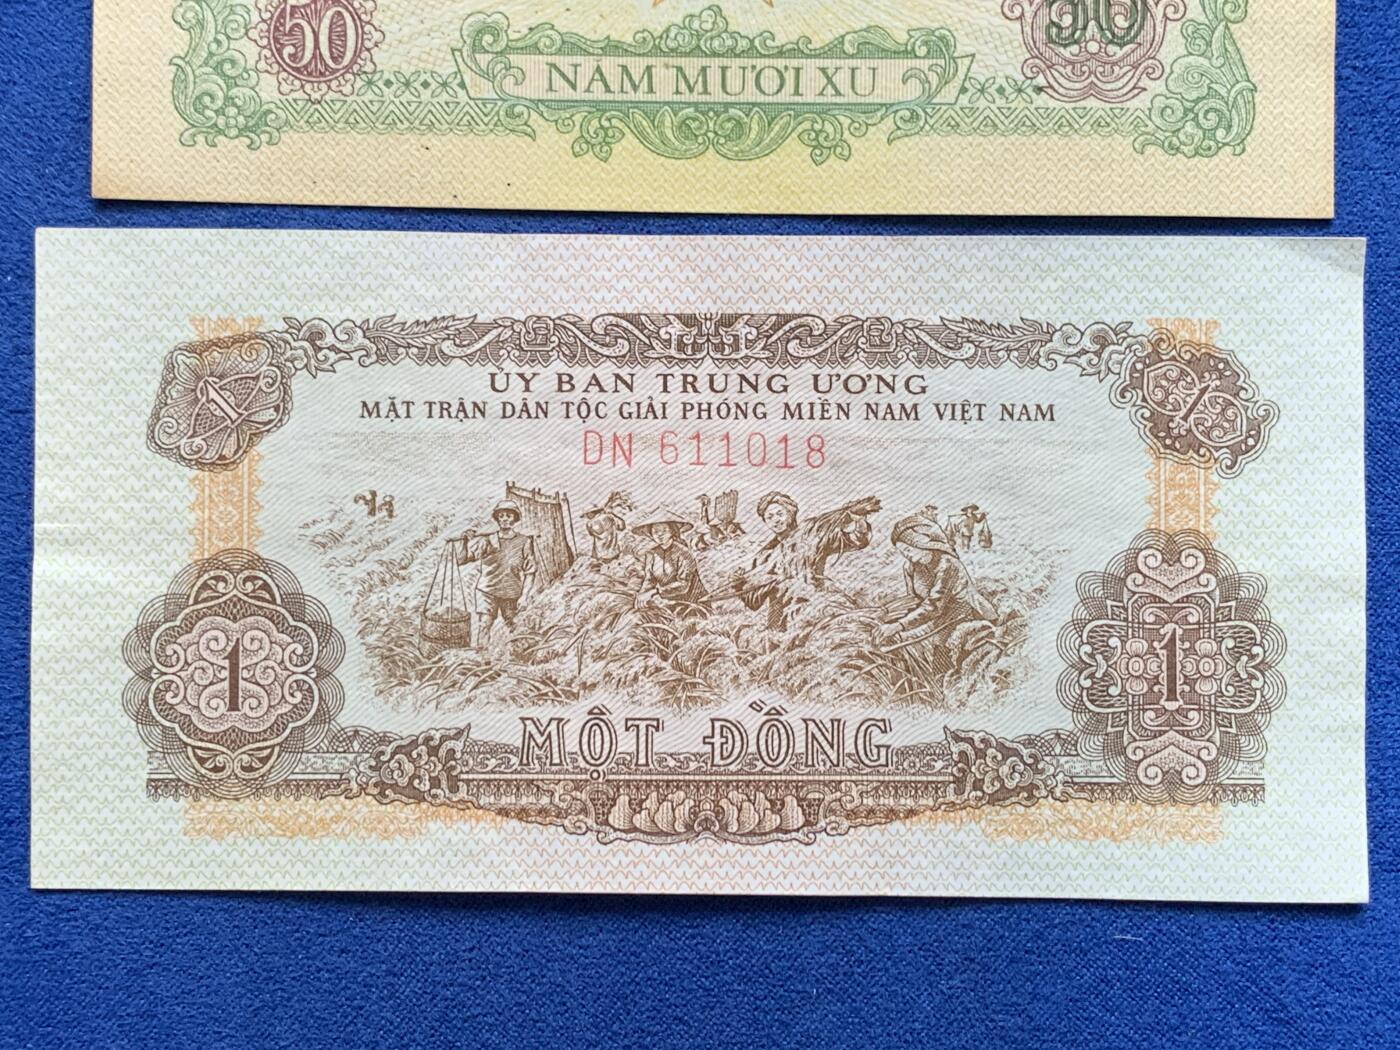 50
50
NĂM MƯƠI XU
ỦY BAN TRUNG ƯƠNG
MẶT TRẬN DÂN TỘC GIẢI PHÓNG MIỀN NAM VIỆT NAM
DN 611018
1
1
1
1
MỘT ĐỒNG